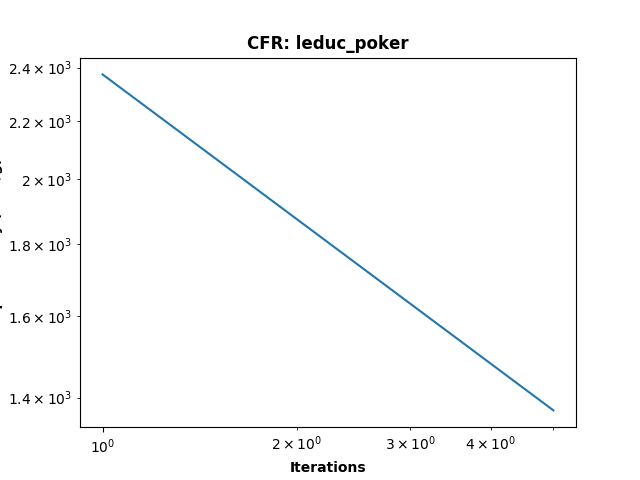 CFR: leduc_poker
2.4 × 10³
2.2 × 10³
2 × 10³
1.8 × 10³
1.6 × 10³
1.4 × 10³
10⁰
2 × 10⁰
3 × 10⁰
4 × 10⁰
Iterations